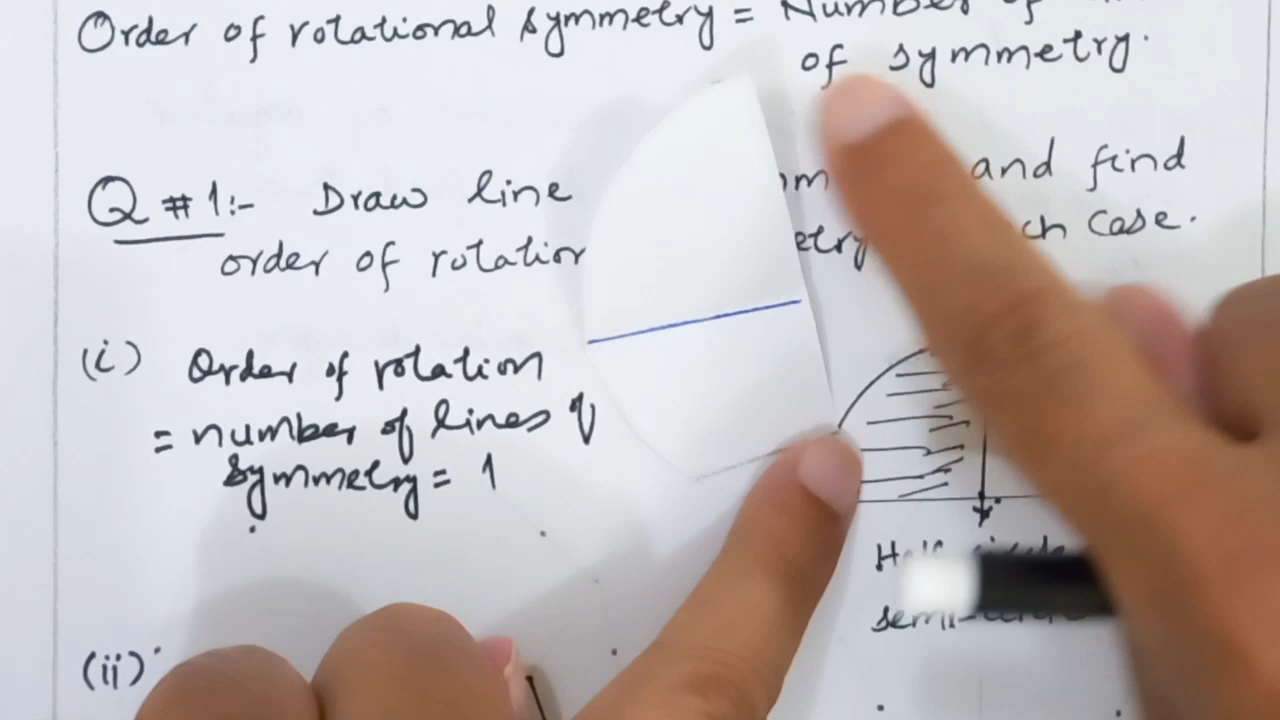 Order of rotational symmetry = Number of
of symmetry.
Q # 1:- Draw line and find
order of rotation ch case.
(i) Order of rotation
= number of lines of
symmetry = 1
(ii)